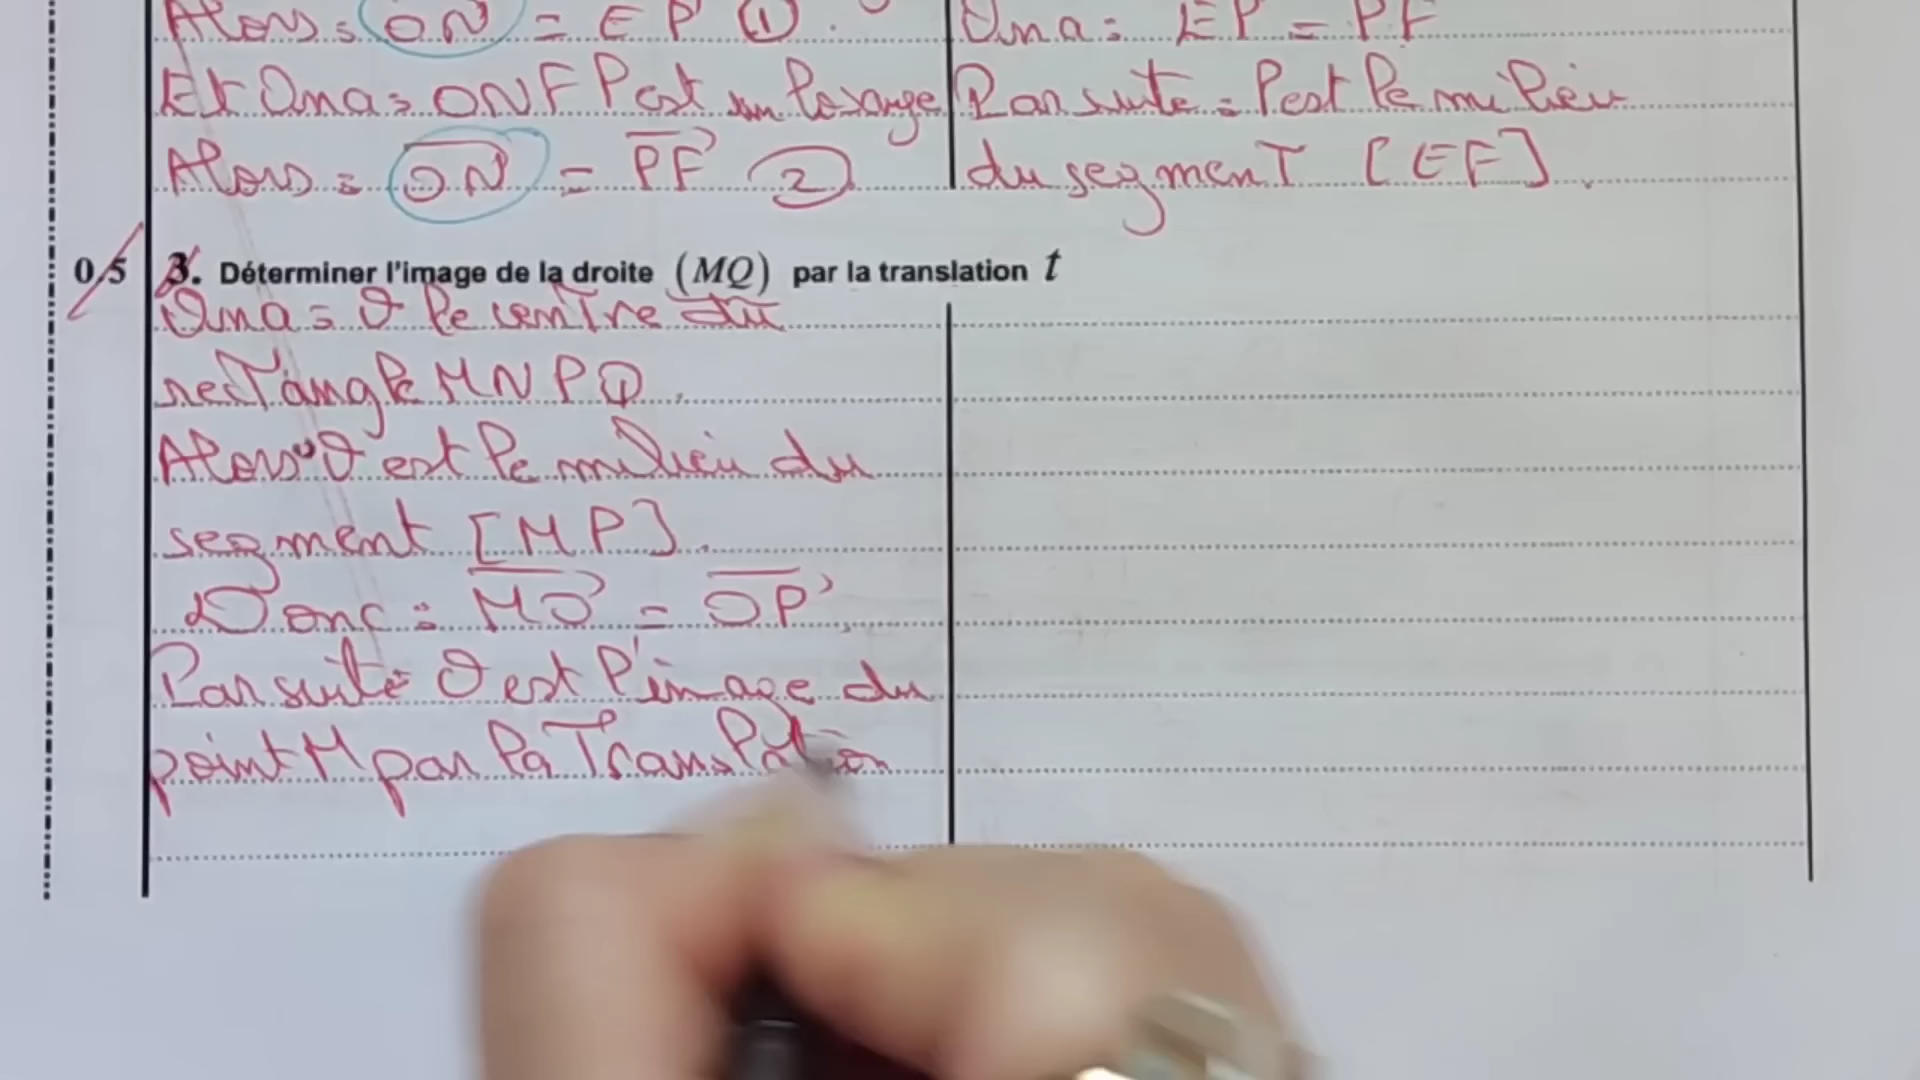 Alors: ON = EP ①.
Et Ona: ONFP est un losange
Alors = ON = PF ②
Ona: EP = PF
Par suite: P est le milieu
du segment [EF].
0,5
3. Déterminer l'image de la droite (MQ) par la translation t
Ona: O le centre du
rectangle MNPQ.
Alors O est le milieu du
segment [MP].
Donc: MO = OP.
Par suite: O est l'image du
point M par la Translation